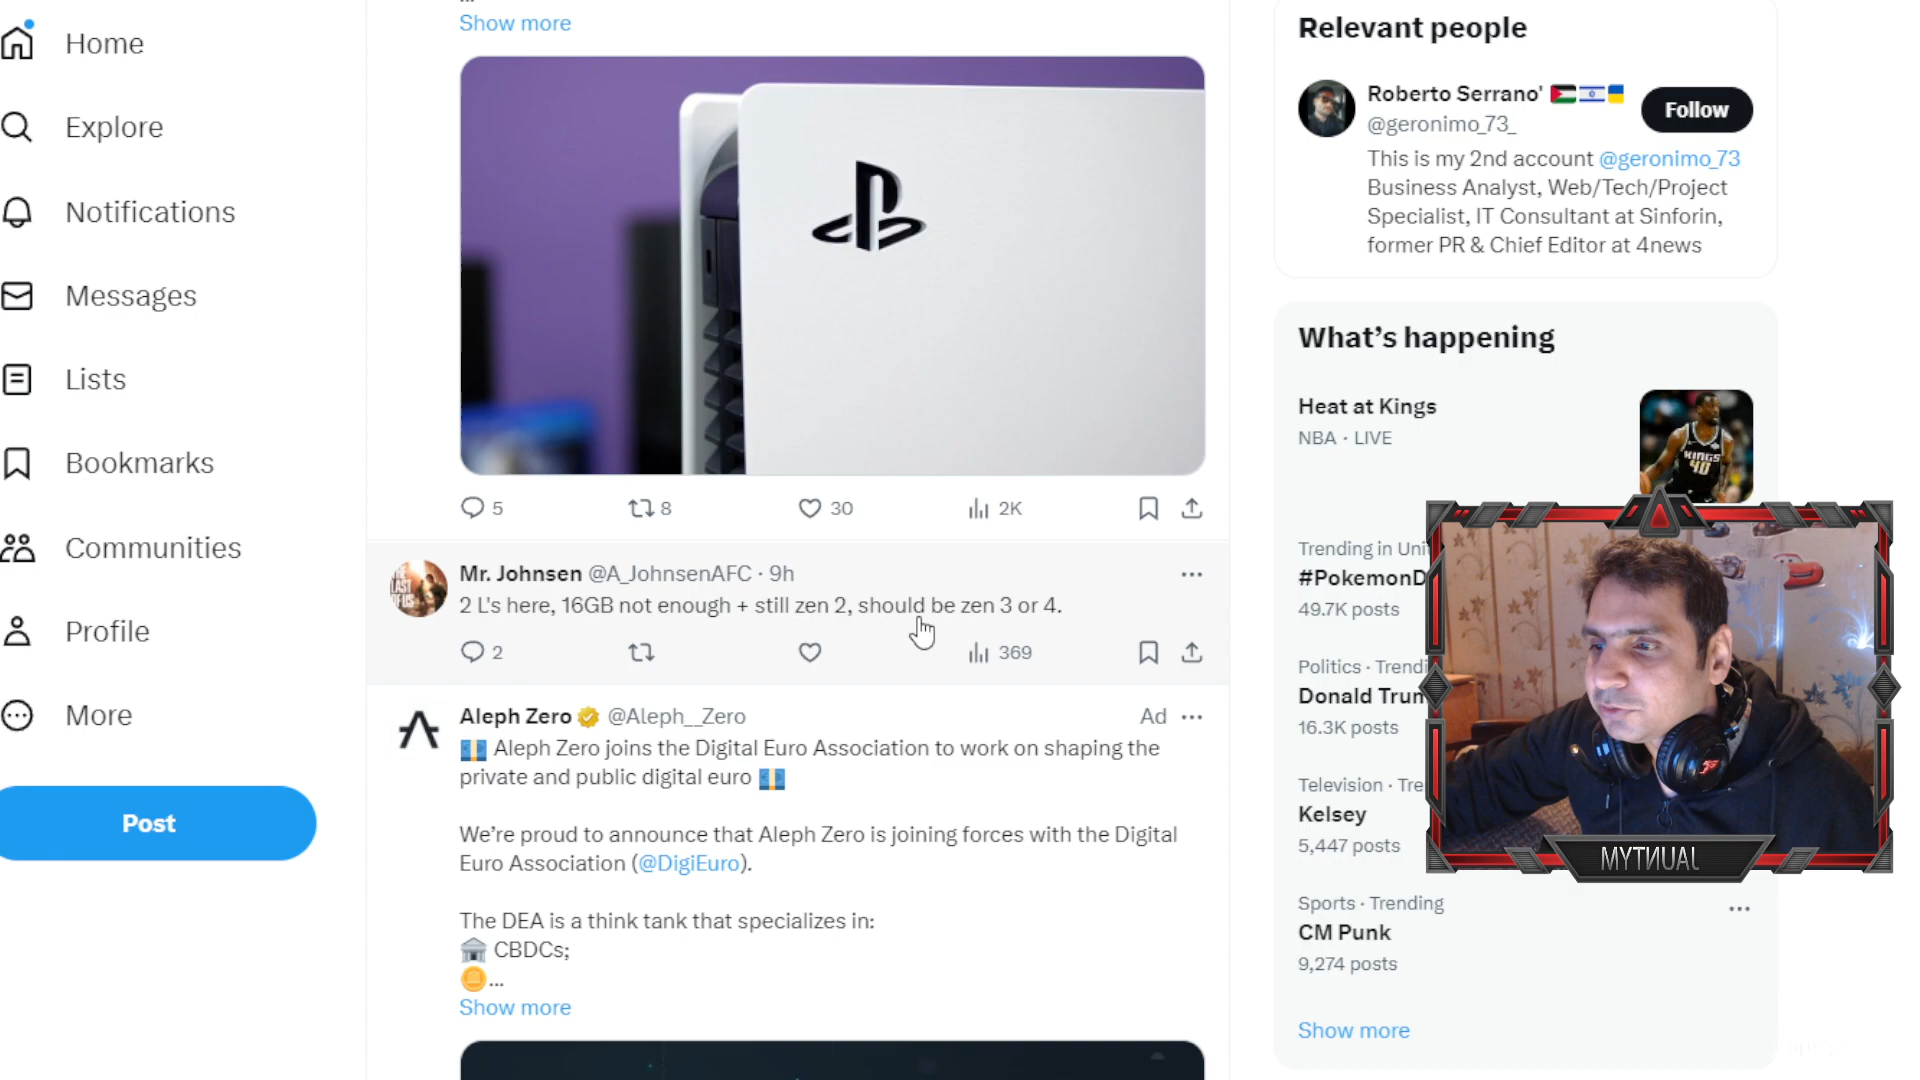 Home
Explore
Notifications
Messages
Lists
Bookmarks
Communities
Profile
More
Post
...
Show more
5
8
30
2K
Mr. Johnsen @A_JohnsenAFC · 9h
2 L's here, 16GB not enough + still zen 2, should be zen 3 or 4.
2
369
Aleph Zero @Aleph__Zero
Ad
Aleph Zero joins the Digital Euro Association to work on shaping the
private and public digital euro
We're proud to announce that Aleph Zero is joining forces with the Digital
Euro Association (@DigiEuro).
The DEA is a think tank that specializes in:
CBDCs;
...
Show more
Relevant people
Roberto Serrano'
@geronimo_73_
Follow
This is my 2nd account @geronimo_73
Business Analyst, Web/Tech/Project
Specialist, IT Consultant at Sinforin,
former PR & Chief Editor at 4news
What's happening
Heat at Kings
NBA · LIVE
KINGS
40
Trending in Uni
#PokemonD
49.7K posts
Politics · Trendi
Donald Trun
16.3K posts
Television · Tre
Kelsey
5,447 posts
Sports · Trending
CM Punk
9,274 posts
Show more
MYTИUAL